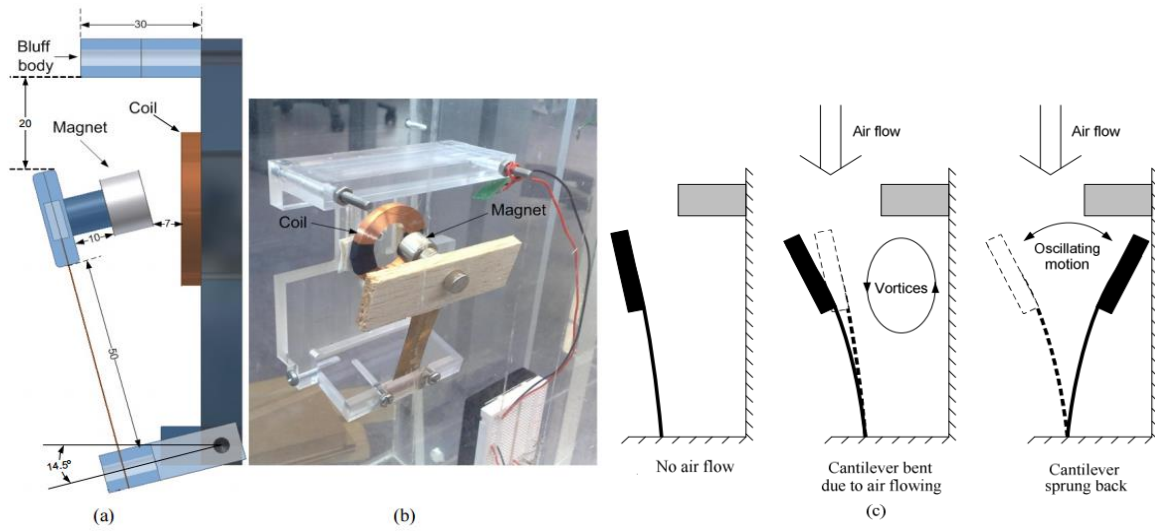 30
Bluff
body
20
Coil
Magnet
10
7
50
14.5°
(a)
Coil
Magnet
(b)
Air flow
Air flow
Vortices
Oscillating
motion
No air flow
Cantilever bent
due to air flowing
Cantilever
sprung back
(c)